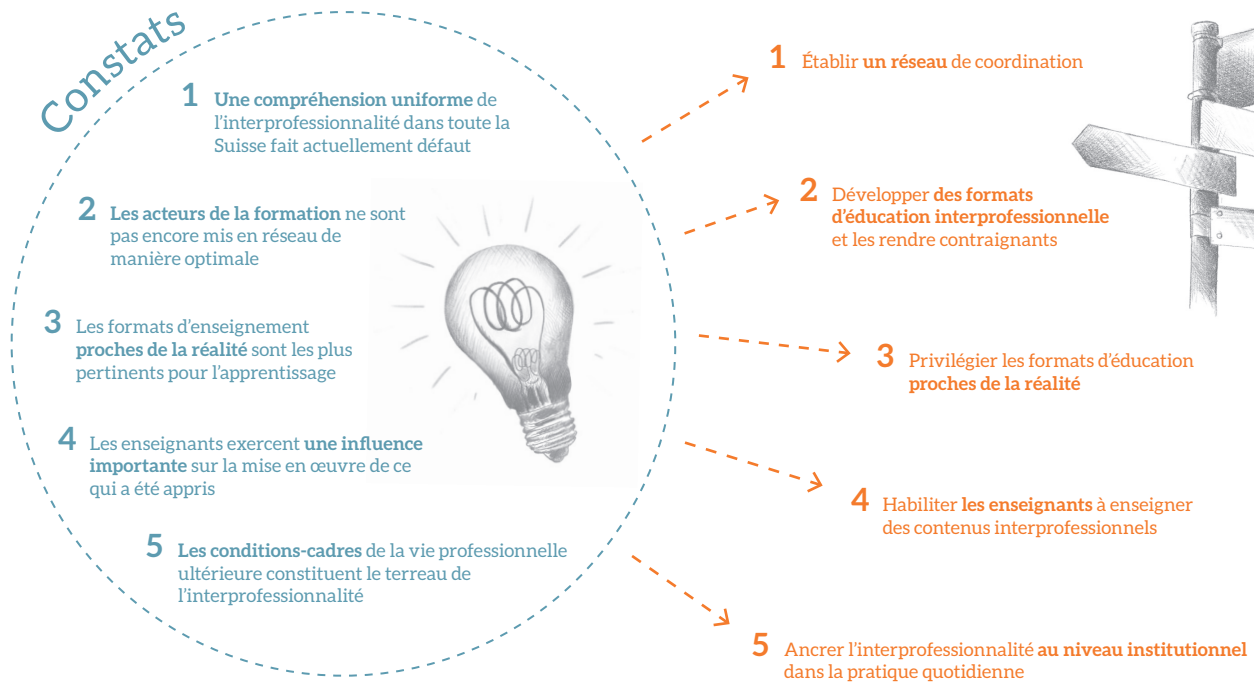 Constats
1 Une compréhension uniforme de
l'interprofessionnalité dans toute la
Suisse fait actuellement défaut
2 Les acteurs de la formation ne sont
pas encore mis en réseau de
manière optimale
3 Les formats d'enseignement
proches de la réalité sont les plus
pertinents pour l'apprentissage
4 Les enseignants exercent une influence
importante sur la mise en œuvre de ce
qui a été appris
5 Les conditions-cadres de la vie professionnelle
ultérieure constituent le terreau de
l'interprofessionnalité
1 Établir un réseau de coordination
2 Développer des formats
d'éducation interprofessionnelle
et les rendre contraignants
3 Privilégier les formats d'éducation
proches de la réalité
4 Habiliter les enseignants à enseigner
des contenus interprofessionnels
5 Ancrer l'interprofessionnalité au niveau institutionnel
dans la pratique quotidienne